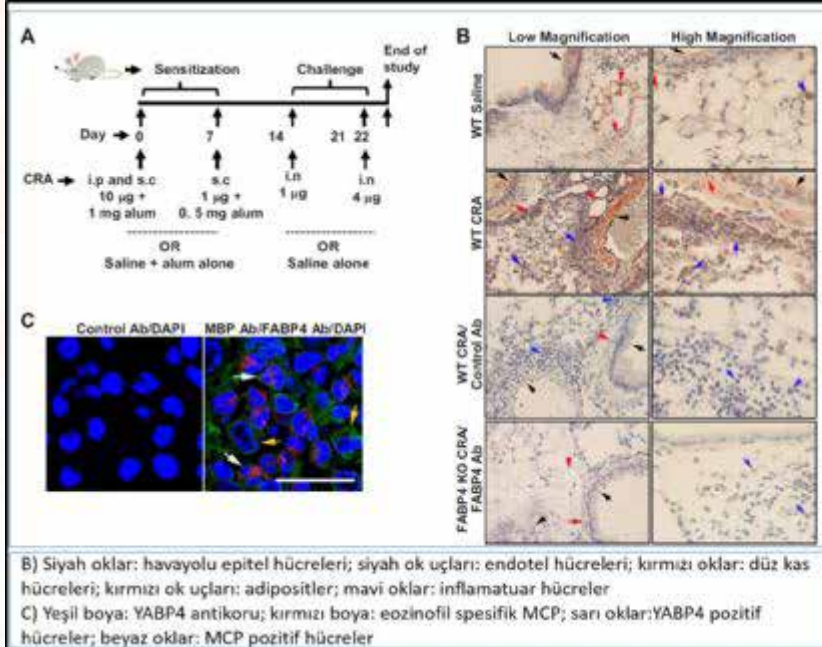 A
Sensitization
Challenge
End of
study
Day
0
7
14
21
22
CRA
i.p and s.c
10 µg +
1 mg alum
s.c
1 µg +
0. 5 mg alum
i.n
1 µg
i.n
4 µg
OR
Saline + alum alone
OR
Saline alone
B
Low Magnification
High Magnification
WT Saline
WT CRA
WT CRA/
Control Ab
FABP4 KO CRA/
FABP4 Ab
C
Control Ab/DAPI
MBP Ab/FABP4 Ab/DAPI
B) Siyah oklar: havayolu epitel hücreleri; siyah ok uçları: endotel hücreleri; kırmızı oklar: düz kas
hücreleri; kırmızı ok uçları: adipositler; mavi oklar: inflamatuar hücreler
C) Yeşil boya: YABP4 antikoru; kırmızı boya: eozinofil spesifik MCP; sarı oklar:YABP4 pozitif
hücreler; beyaz oklar: MCP pozitif hücreler